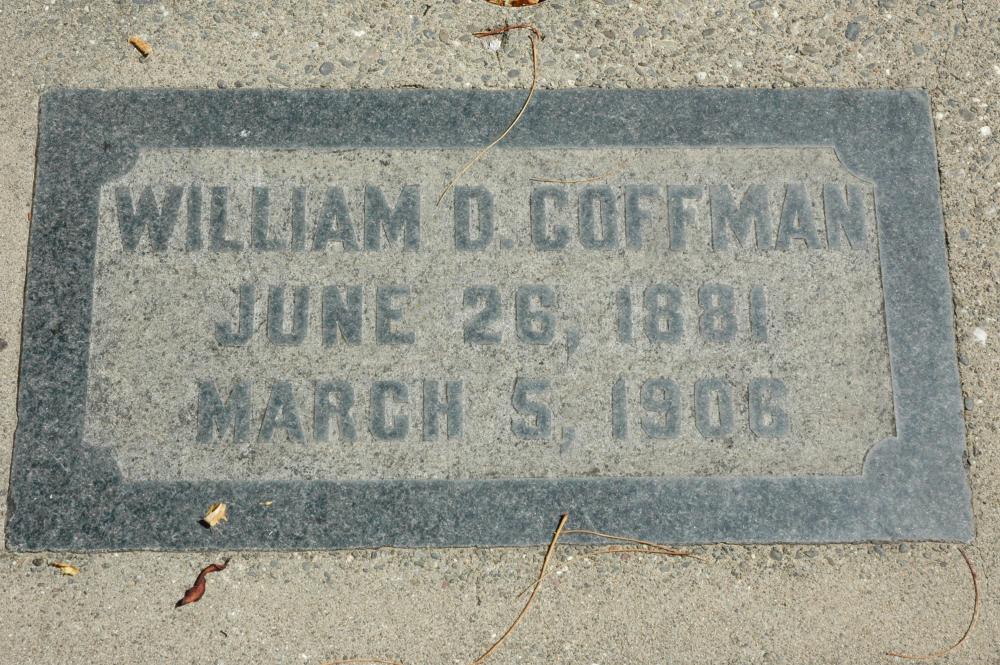 WILLIAM D. COFFMAN
JUNE 26, 1881
MARCH 5, 1906